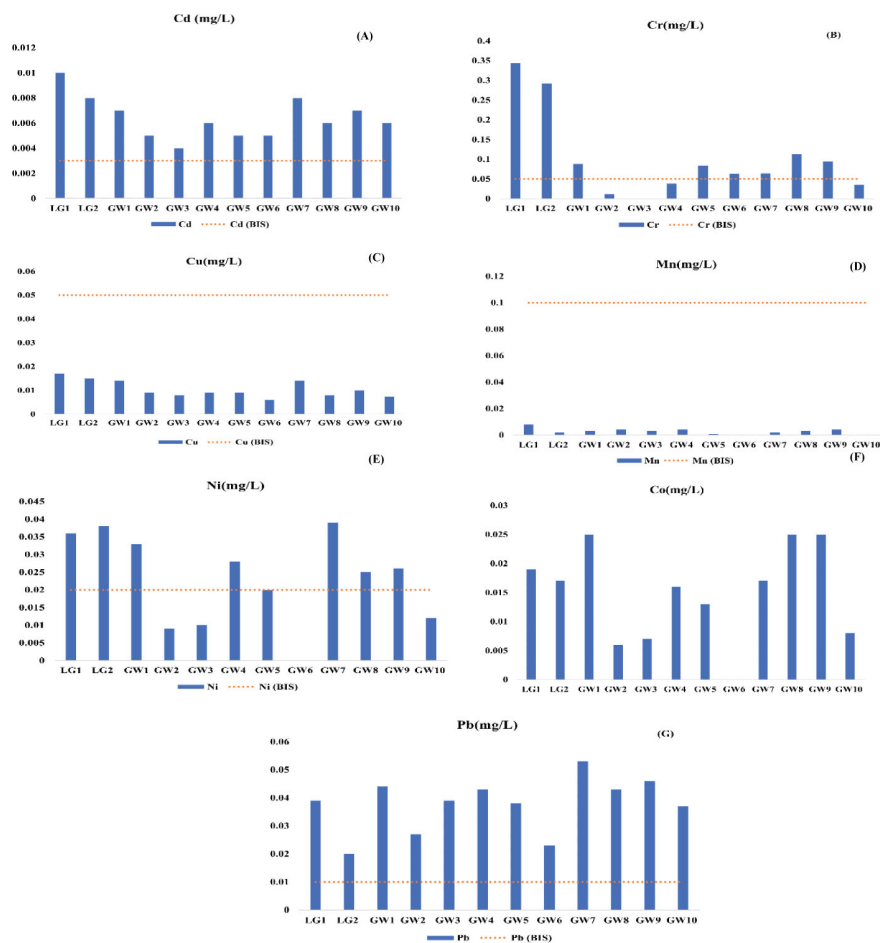 Cd (mg/L)
(A)
0.012
0.01
0.008
0.006
0.004
0.002
0
LG1 LG2 GW1 GW2 GW3 GW4 GW5 GW6 GW7 GW8 GW9 GW10
Cd Cd (BIS)
Cr(mg/L)
(B)
0.4
0.35
0.3
0.25
0.2
0.15
0.1
0.05
0
LG1 LG2 GW1 GW2 GW3 GW4 GW5 GW6 GW7 GW8 GW9 GW10
Cr Cr (BIS)
Cu(mg/L)
(C)
0.06
0.05
0.04
0.03
0.02
0.01
0
LG1 LG2 GW1 GW2 GW3 GW4 GW5 GW6 GW7 GW8 GW9 GW10
Cu Cu (BIS)
Mn(mg/L)
(D)
0.12
0.1
0.08
0.06
0.04
0.02
0
LG1 LG2 GW1 GW2 GW3 GW4 GW5 GW6 GW7 GW8 GW9 GW10
Mn Mn (BIS)
Ni(mg/L)
(E)
0.045
0.04
0.035
0.03
0.025
0.02
0.015
0.01
0.005
0
LG1 LG2 GW1 GW2 GW3 GW4 GW5 GW6 GW7 GW8 GW9 GW10
Ni Ni (BIS)
(F)
Co(mg/L)
0.03
0.025
0.02
0.015
0.01
0.005
0
LG1 LG2 GW1 GW2 GW3 GW4 GW5 GW6 GW7 GW8 GW9 GW10
Pb(mg/L)
(G)
0.06
0.05
0.04
0.03
0.02
0.01
0
LG1 LG2 GW1 GW2 GW3 GW4 GW5 GW6 GW7 GW8 GW9 GW10
Pb Pb (BIS)